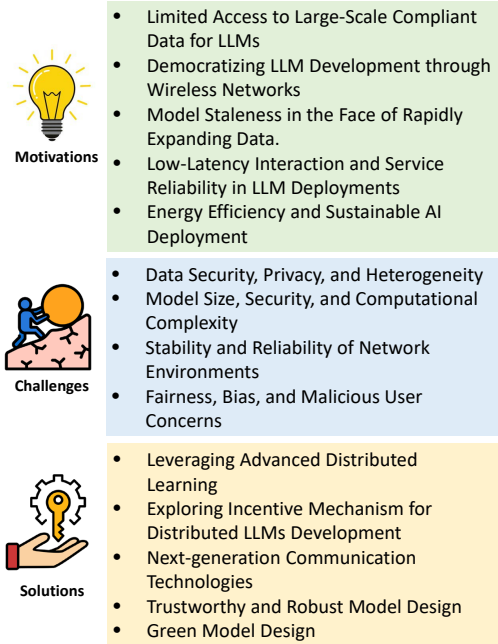 • Limited Access to Large-Scale Compliant
Data for LLMs
• Democratizing LLM Development through
Wireless Networks
• Model Staleness in the Face of Rapidly
Expanding Data.
• Low-Latency Interaction and Service
Reliability in LLM Deployments
• Energy Efficiency and Sustainable AI
Deployment
Motivations
• Data Security, Privacy, and Heterogeneity
• Model Size, Security, and Computational
Complexity
• Stability and Reliability of Network
Environments
• Fairness, Bias, and Malicious User
Concerns
Challenges
• Leveraging Advanced Distributed
Learning
• Exploring Incentive Mechanism for
Distributed LLMs Development
• Next-generation Communication
Technologies
• Trustworthy and Robust Model Design
• Green Model Design
Solutions